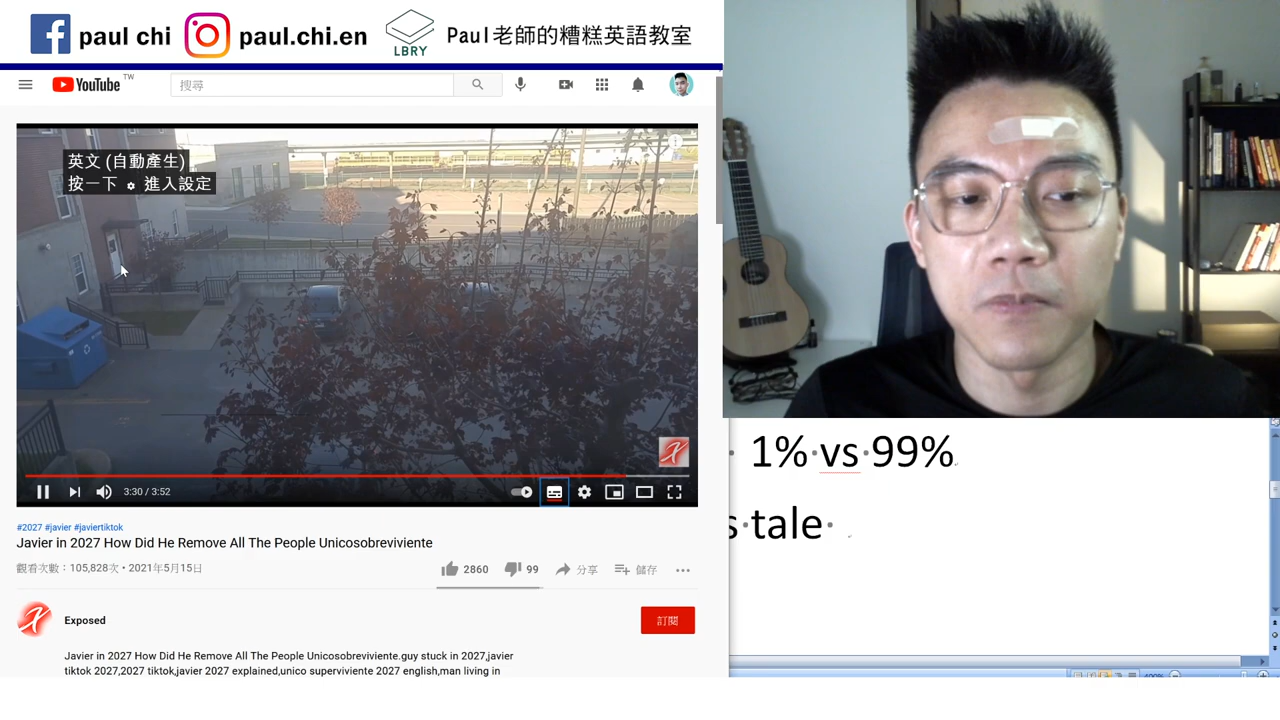 paul chi
paul.chi.en
LBRY
Paul老師的糟糕英語教室
YouTube TW
搜尋
英文 (自動產生)
按一下 進入設定
3:30 / 3:52
#2027 #javier #javiertiktok
Javier in 2027 How Did He Remove All The People Unicosobreviviente
觀看次數：105,828次 • 2021年5月15日
2860
99
分享
儲存
Exposed
訂閱
Javier in 2027 How Did He Remove All The People Unicosobreviviente.guy stuck in 2027,javier
tiktok 2027,2027 tiktok,javier 2027 explained,unico superviviente 2027 english,man living in
1% vs 99%
s tale
400%